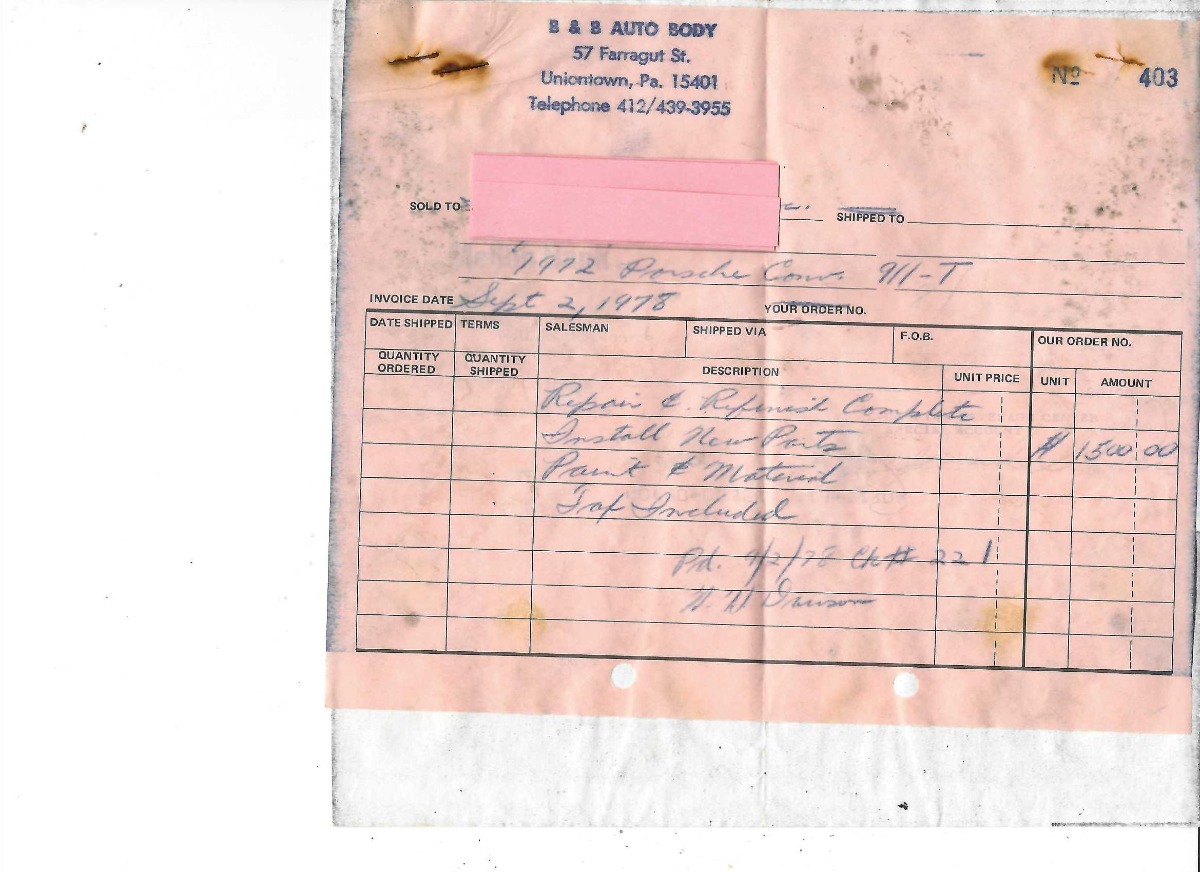 B & B AUTO BODY
57 Farragut St.
Uniontown, Pa. 15401
Telephone 412/439-3955
Nº 403
SOLD TO
SHIPPED TO
1972 Porsche Conv. 911-T
INVOICE DATE Sept 2, 1978 YOUR ORDER NO.
DATE SHIPPED TERMS SALESMAN SHIPPED VIA F.O.B. OUR ORDER NO.
QUANTITY ORDERED QUANTITY SHIPPED DESCRIPTION UNIT PRICE UNIT AMOUNT
Repair & Refinish Complete
Install New Parts $ 1500 00
Paint & Material
Tax Included
Pd. 9/2/78 Ck# 221